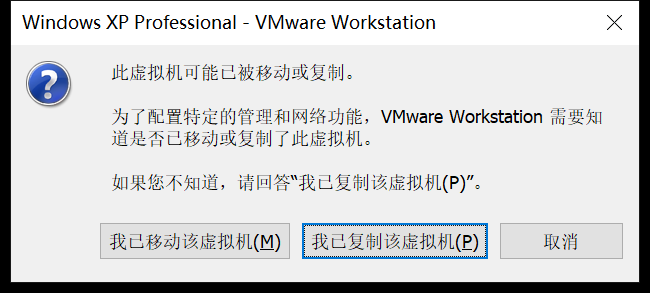 Windows XP Professional - VMware Workstation
此虚拟机可能已被移动或复制。
为了配置特定的管理和网络功能，VMware Workstation 需要知
道是否已移动或复制了此虚拟机。
如果您不知道，请回答“我已复制该虚拟机(P)”。
我已移动该虚拟机(M)
我已复制该虚拟机(P)
取消